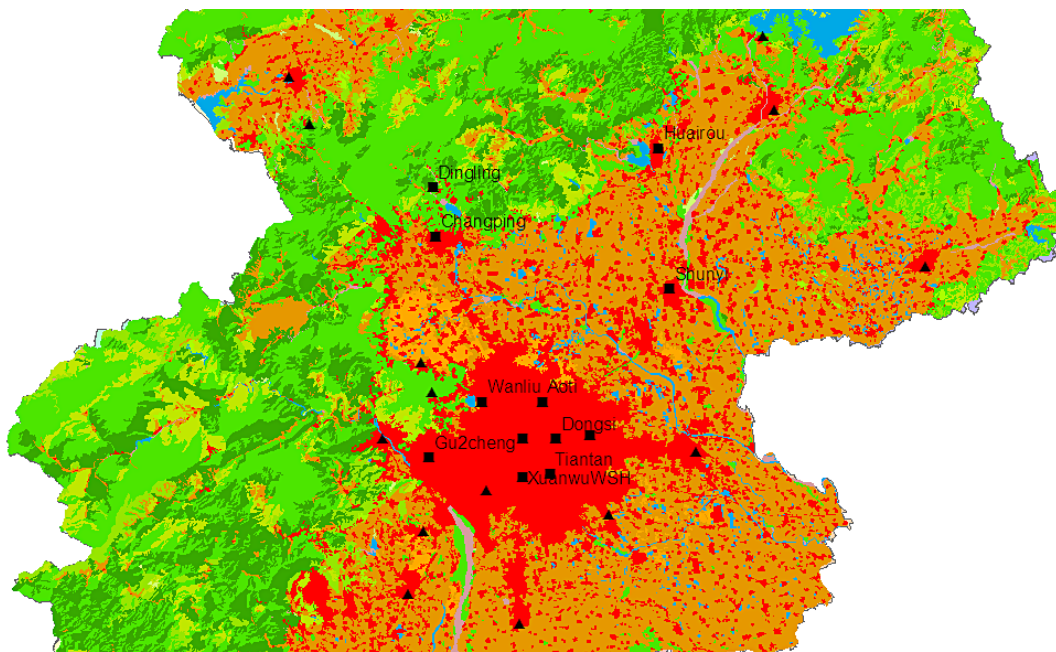 Huairou
Dingling
Changping
Shunyi
Wanliu Aoti
Dongsi
Gu2cheng
Tiantan
XuanwuWSH